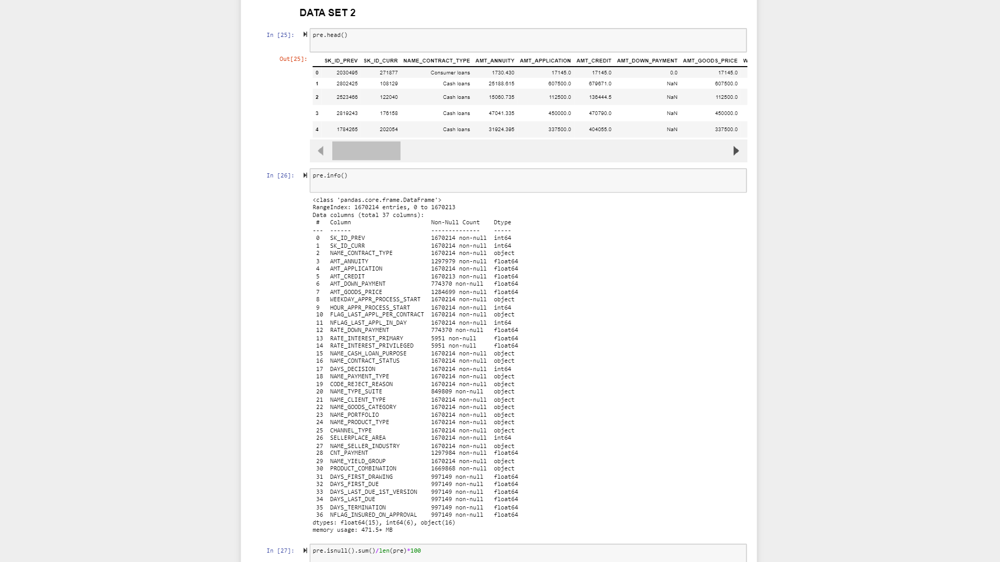 DATA SET 2
In [25]: pre.head()
Out[25]:
SK_ID_PREV SK_ID_CURR NAME_CONTRACT_TYPE AMT_ANNUITY AMT_APPLICATION AMT_CREDIT AMT_DOWN_PAYMENT AMT_GOODS_PRICE W
0 2030495 271877 Consumer loans 1730.430 17145.0 17145.0 0.0 17145.0
1 2802425 108129 Cash loans 25188.615 607500.0 679671.0 NaN 607500.0
2 2523466 122040 Cash loans 15060.735 112500.0 136444.5 NaN 112500.0
3 2819243 176158 Cash loans 47041.335 450000.0 470790.0 NaN 450000.0
4 1784265 202054 Cash loans 31924.395 337500.0 404055.0 NaN 337500.0
In [26]: pre.info()
<class 'pandas.core.frame.DataFrame'>
RangeIndex: 1670214 entries, 0 to 1670213
Data columns (total 37 columns):
# Column Non-Null Count Dtype
--- ------ -------------- -----
0 SK_ID_PREV 1670214 non-null int64
1 SK_ID_CURR 1670214 non-null int64
2 NAME_CONTRACT_TYPE 1670214 non-null object
3 AMT_ANNUITY 1297979 non-null float64
4 AMT_APPLICATION 1670214 non-null float64
5 AMT_CREDIT 1670213 non-null float64
6 AMT_DOWN_PAYMENT 774370 non-null float64
7 AMT_GOODS_PRICE 1284699 non-null float64
8 WEEKDAY_APPR_PROCESS_START 1670214 non-null object
9 HOUR_APPR_PROCESS_START 1670214 non-null int64
10 FLAG_LAST_APPL_PER_CONTRACT 1670214 non-null object
11 NFLAG_LAST_APPL_IN_DAY 1670214 non-null int64
12 RATE_DOWN_PAYMENT 774370 non-null float64
13 RATE_INTEREST_PRIMARY 5951 non-null float64
14 RATE_INTEREST_PRIVILEGED 5951 non-null float64
15 NAME_CASH_LOAN_PURPOSE 1670214 non-null object
16 NAME_CONTRACT_STATUS 1670214 non-null object
17 DAYS_DECISION 1670214 non-null int64
18 NAME_PAYMENT_TYPE 1670214 non-null object
19 CODE_REJECT_REASON 1670214 non-null object
20 NAME_TYPE_SUITE 849809 non-null object
21 NAME_CLIENT_TYPE 1670214 non-null object
22 NAME_GOODS_CATEGORY 1670214 non-null object
23 NAME_PORTFOLIO 1670214 non-null object
24 NAME_PRODUCT_TYPE 1670214 non-null object
25 CHANNEL_TYPE 1670214 non-null object
26 SELLERPLACE_AREA 1670214 non-null int64
27 NAME_SELLER_INDUSTRY 1670214 non-null object
28 CNT_PAYMENT 1297984 non-null float64
29 NAME_YIELD_GROUP 1670214 non-null object
30 PRODUCT_COMBINATION 1669868 non-null object
31 DAYS_FIRST_DRAWING 997149 non-null float64
32 DAYS_FIRST_DUE 997149 non-null float64
33 DAYS_LAST_DUE_1ST_VERSION 997149 non-null float64
34 DAYS_LAST_DUE 997149 non-null float64
35 DAYS_TERMINATION 997149 non-null float64
36 NFLAG_INSURED_ON_APPROVAL 997149 non-null float64
dtypes: float64(15), int64(6), object(16)
memory usage: 471.5+ MB
In [27]: pre.isnull().sum()/len(pre)*100